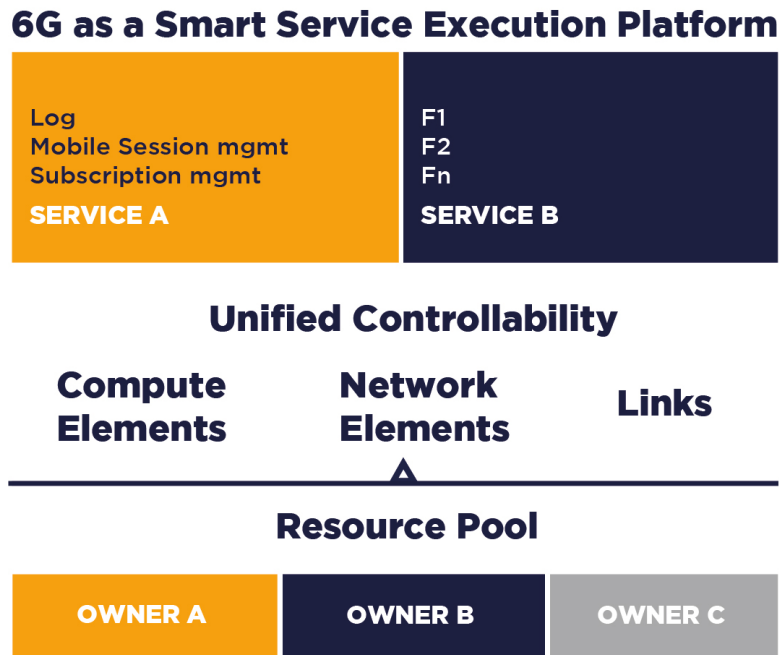 6G as a Smart Service Execution Platform
Log
Mobile Session mgmt
Subscription mgmt
SERVICE A
F1
F2
Fn
SERVICE B
Unified Controllability
Compute
Elements
Network
Elements
Links
Resource Pool
OWNER A
OWNER B
OWNER C